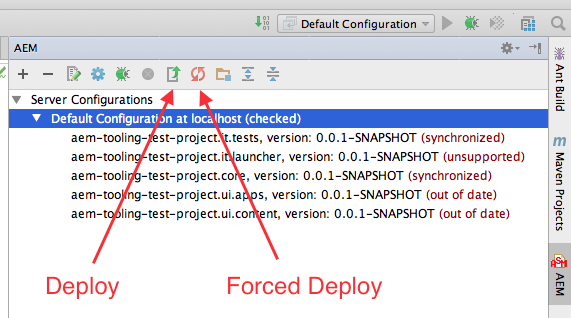 Default Configuration
AEM
Server Configurations
Default Configuration at localhost (checked)
aem-tooling-test-project.it.tests, version: 0.0.1-SNAPSHOT (synchronized)
aem-tooling-test-project.it.launcher, version: 0.0.1-SNAPSHOT (unsupported)
aem-tooling-test-project.core, version: 0.0.1-SNAPSHOT (synchronized)
aem-tooling-test-project.ui.apps, version: 0.0.1-SNAPSHOT (out of date)
aem-tooling-test-project.ui.content, version: 0.0.1-SNAPSHOT (out of date)
Deploy
Forced Deploy
Ant Build
m
Maven Projects
AEM
AEM